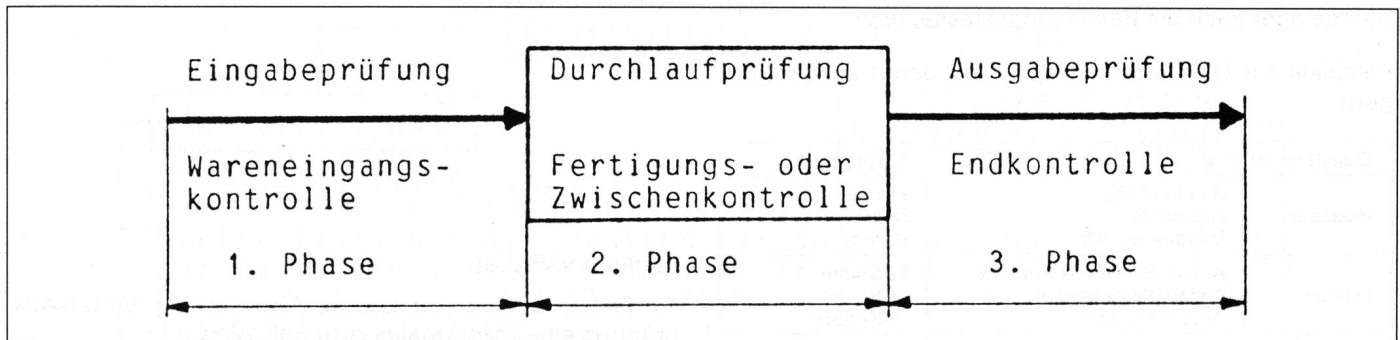 Eingabeprüfung
Wareneingangs-
kontrolle
1. Phase
Durchlaufprüfung
Fertigungs- oder
Zwischenkontrolle
2. Phase
Ausgabeprüfung
Endkontrolle
3. Phase